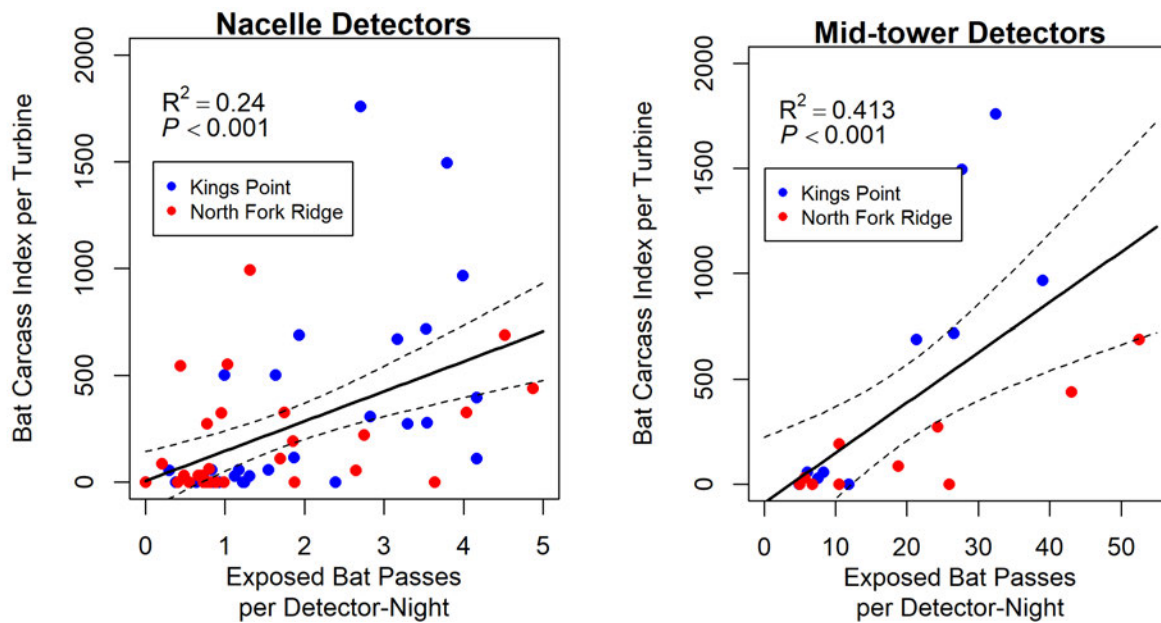 Nacelle Detectors
Bat Carcass Index per Turbine
2000
1500
1000
500
0
R² = 0.24
P < 0.001
Kings Point
North Fork Ridge
0 1 2 3 4 5
Exposed Bat Passes
per Detector-Night
Mid-tower Detectors
Bat Carcass Index per Turbine
2000
1500
1000
500
0
R² = 0.413
P < 0.001
Kings Point
North Fork Ridge
0 10 20 30 40 50
Exposed Bat Passes
per Detector-Night